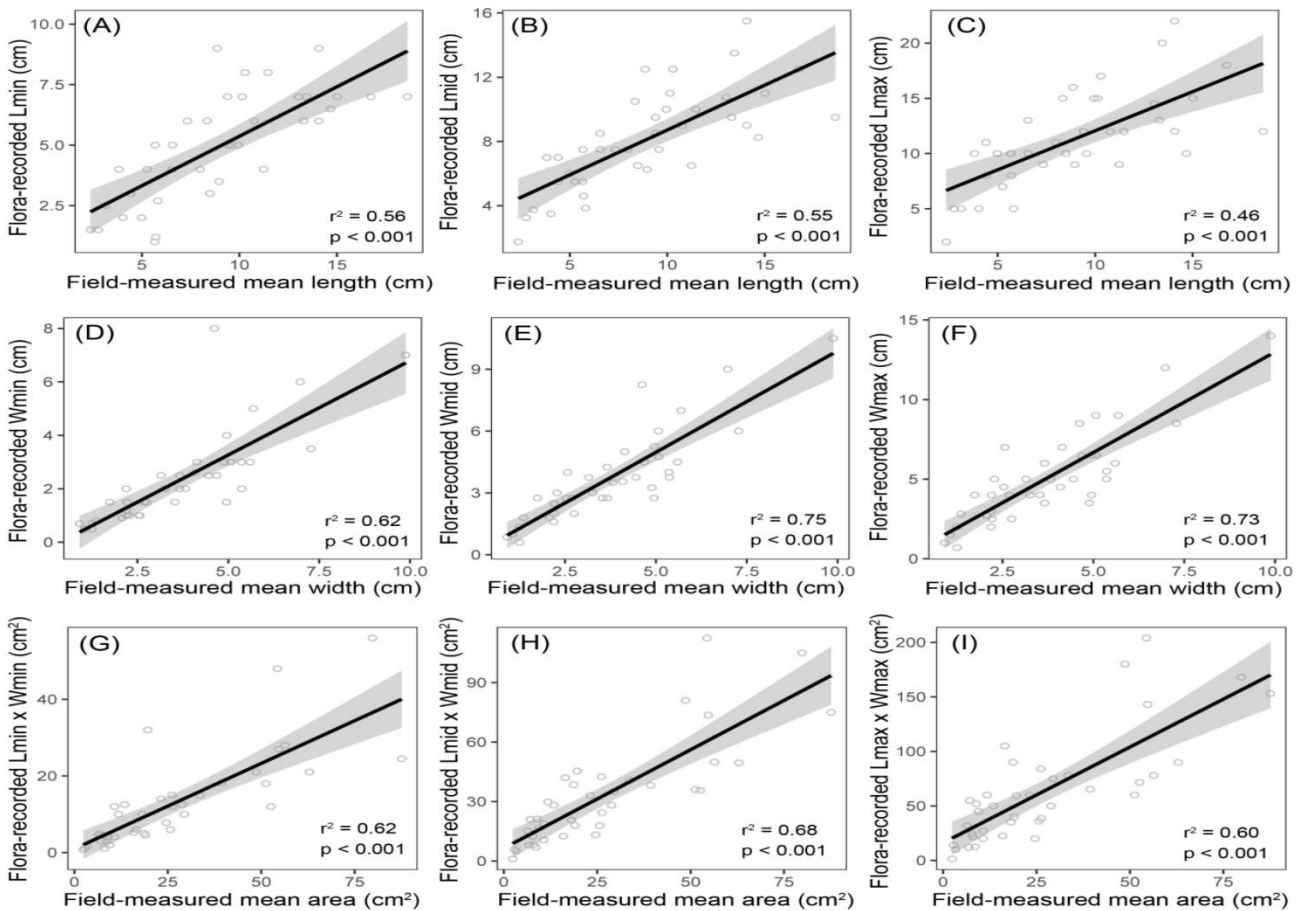 (A)
Flora-recorded Lmin (cm)
10.0
7.5
5.0
2.5
r² = 0.56
p < 0.001
5 10 15
Field-measured mean length (cm)
(B)
Flora-recorded Lmid (cm)
16
12
8
4
r² = 0.55
p < 0.001
5 10 15
Field-measured mean length (cm)
(C)
Flora-recorded Lmax (cm)
20
15
10
5
r² = 0.46
p < 0.001
5 10 15
Field-measured mean length (cm)
(D)
Flora-recorded Wmin (cm)
8
6
4
2
0
r² = 0.62
p < 0.001
2.5 5.0 7.5 10.0
Field-measured mean width (cm)
(E)
Flora-recorded Wmid (cm)
9
6
3
0
r² = 0.75
p < 0.001
2.5 5.0 7.5 10.0
Field-measured mean width (cm)
(F)
Flora-recorded Wmax (cm)
15
10
5
0
r² = 0.73
p < 0.001
2.5 5.0 7.5 10.0
Field-measured mean width (cm)
(G)
Flora-recorded Lmin x Wmin (cm²)
40
20
0
r² = 0.62
p < 0.001
0 25 50 75
Field-measured mean area (cm²)
(H)
Flora-recorded Lmid x Wmid (cm²)
90
60
30
0
r² = 0.68
p < 0.001
0 25 50 75
Field-measured mean area (cm²)
(I)
Flora-recorded Lmax x Wmax (cm²)
200
150
100
50
0
r² = 0.60
p < 0.001
0 25 50 75
Field-measured mean area (cm²)